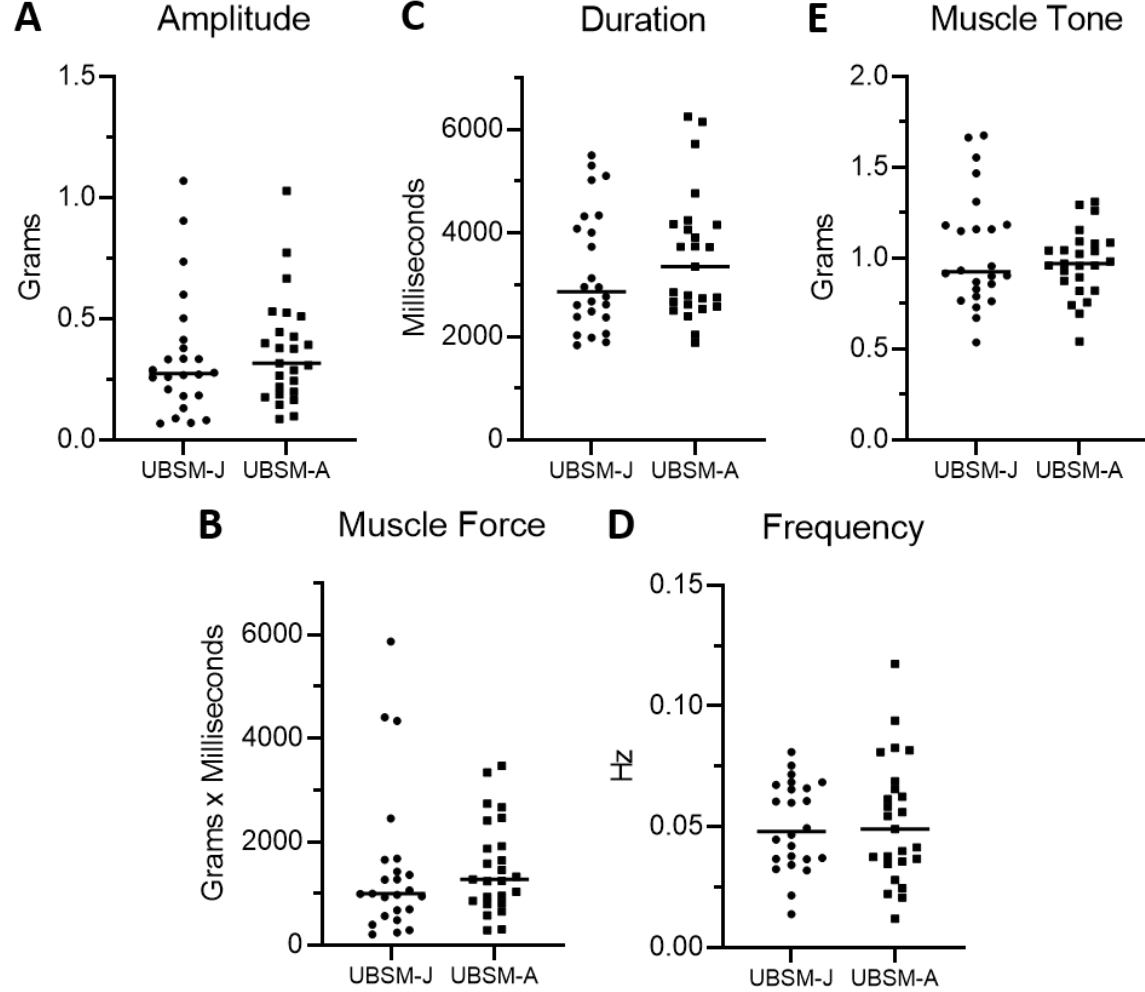 A Amplitude
1.5
1.0
0.5
0.0
Grams
UBSM-J UBSM-A
C Duration
6000
4000
2000
0
Milliseconds
UBSM-J UBSM-A
E Muscle Tone
2.0
1.5
1.0
0.5
0.0
Grams
UBSM-J UBSM-A
B Muscle Force
6000
4000
2000
0
Grams x Milliseconds
UBSM-J UBSM-A
D Frequency
0.15
0.10
0.05
0.00
Hz
UBSM-J UBSM-A